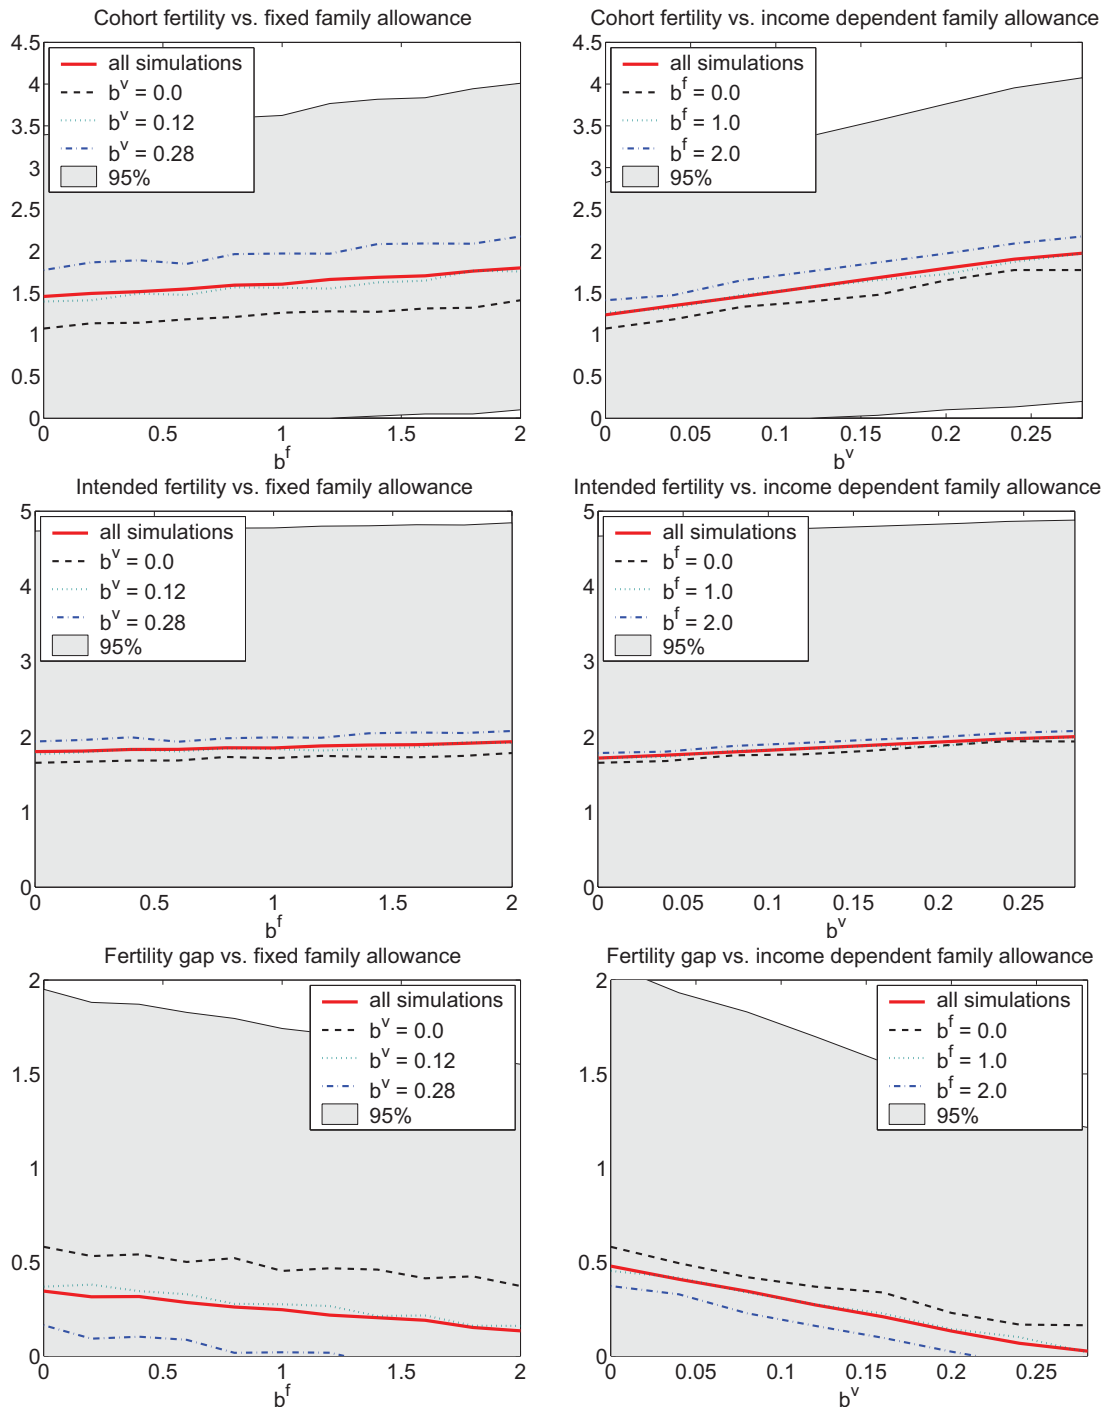 Cohort fertility vs. fixed family allowance
4.5
4
3.5
3
2.5
2
1.5
1
0.5
0
all simulations
b^v = 0.0
b^v = 0.12
b^v = 0.28
95%
0 0.5 1 1.5 2
b^f
Cohort fertility vs. income dependent family allowance
4.5
4
3.5
3
2.5
2
1.5
1
0.5
0
all simulations
b^f = 0.0
b^f = 1.0
b^f = 2.0
95%
0 0.05 0.1 0.15 0.2 0.25
b^v
Intended fertility vs. fixed family allowance
5
4
3
2
1
0
all simulations
b^v = 0.0
b^v = 0.12
b^v = 0.28
95%
0 0.5 1 1.5 2
b^f
Intended fertility vs. income dependent family allowance
5
4
3
2
1
0
all simulations
b^f = 0.0
b^f = 1.0
b^f = 2.0
95%
0 0.05 0.1 0.15 0.2 0.25
b^v
Fertility gap vs. fixed family allowance
2
1.5
1
0.5
0
all simulations
b^v = 0.0
b^v = 0.12
b^v = 0.28
95%
0 0.5 1 1.5 2
b^f
Fertility gap vs. income dependent family allowance
2
1.5
1
0.5
0
all simulations
b^f = 0.0
b^f = 1.0
b^f = 2.0
95%
0 0.05 0.1 0.15 0.2 0.25
b^v